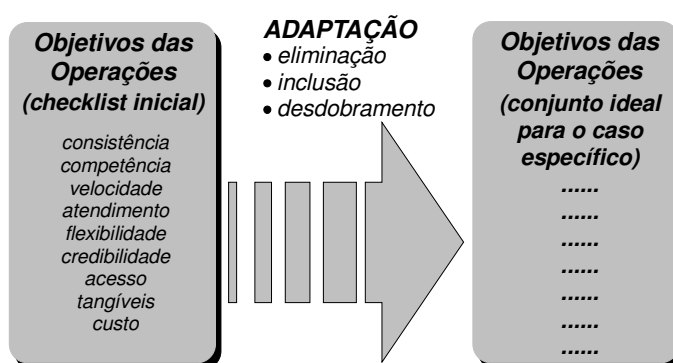 Objetivos das
Operações
(checklist inicial)
consistência
competência
velocidade
atendimento
flexibilidade
credibilidade
acesso
tangíveis
custo
ADAPTAÇÃO
• eliminação
• inclusão
• desdobramento
Objetivos das
Operações
(conjunto ideal
para o caso
específico)
......
......
......
......
......
......
......